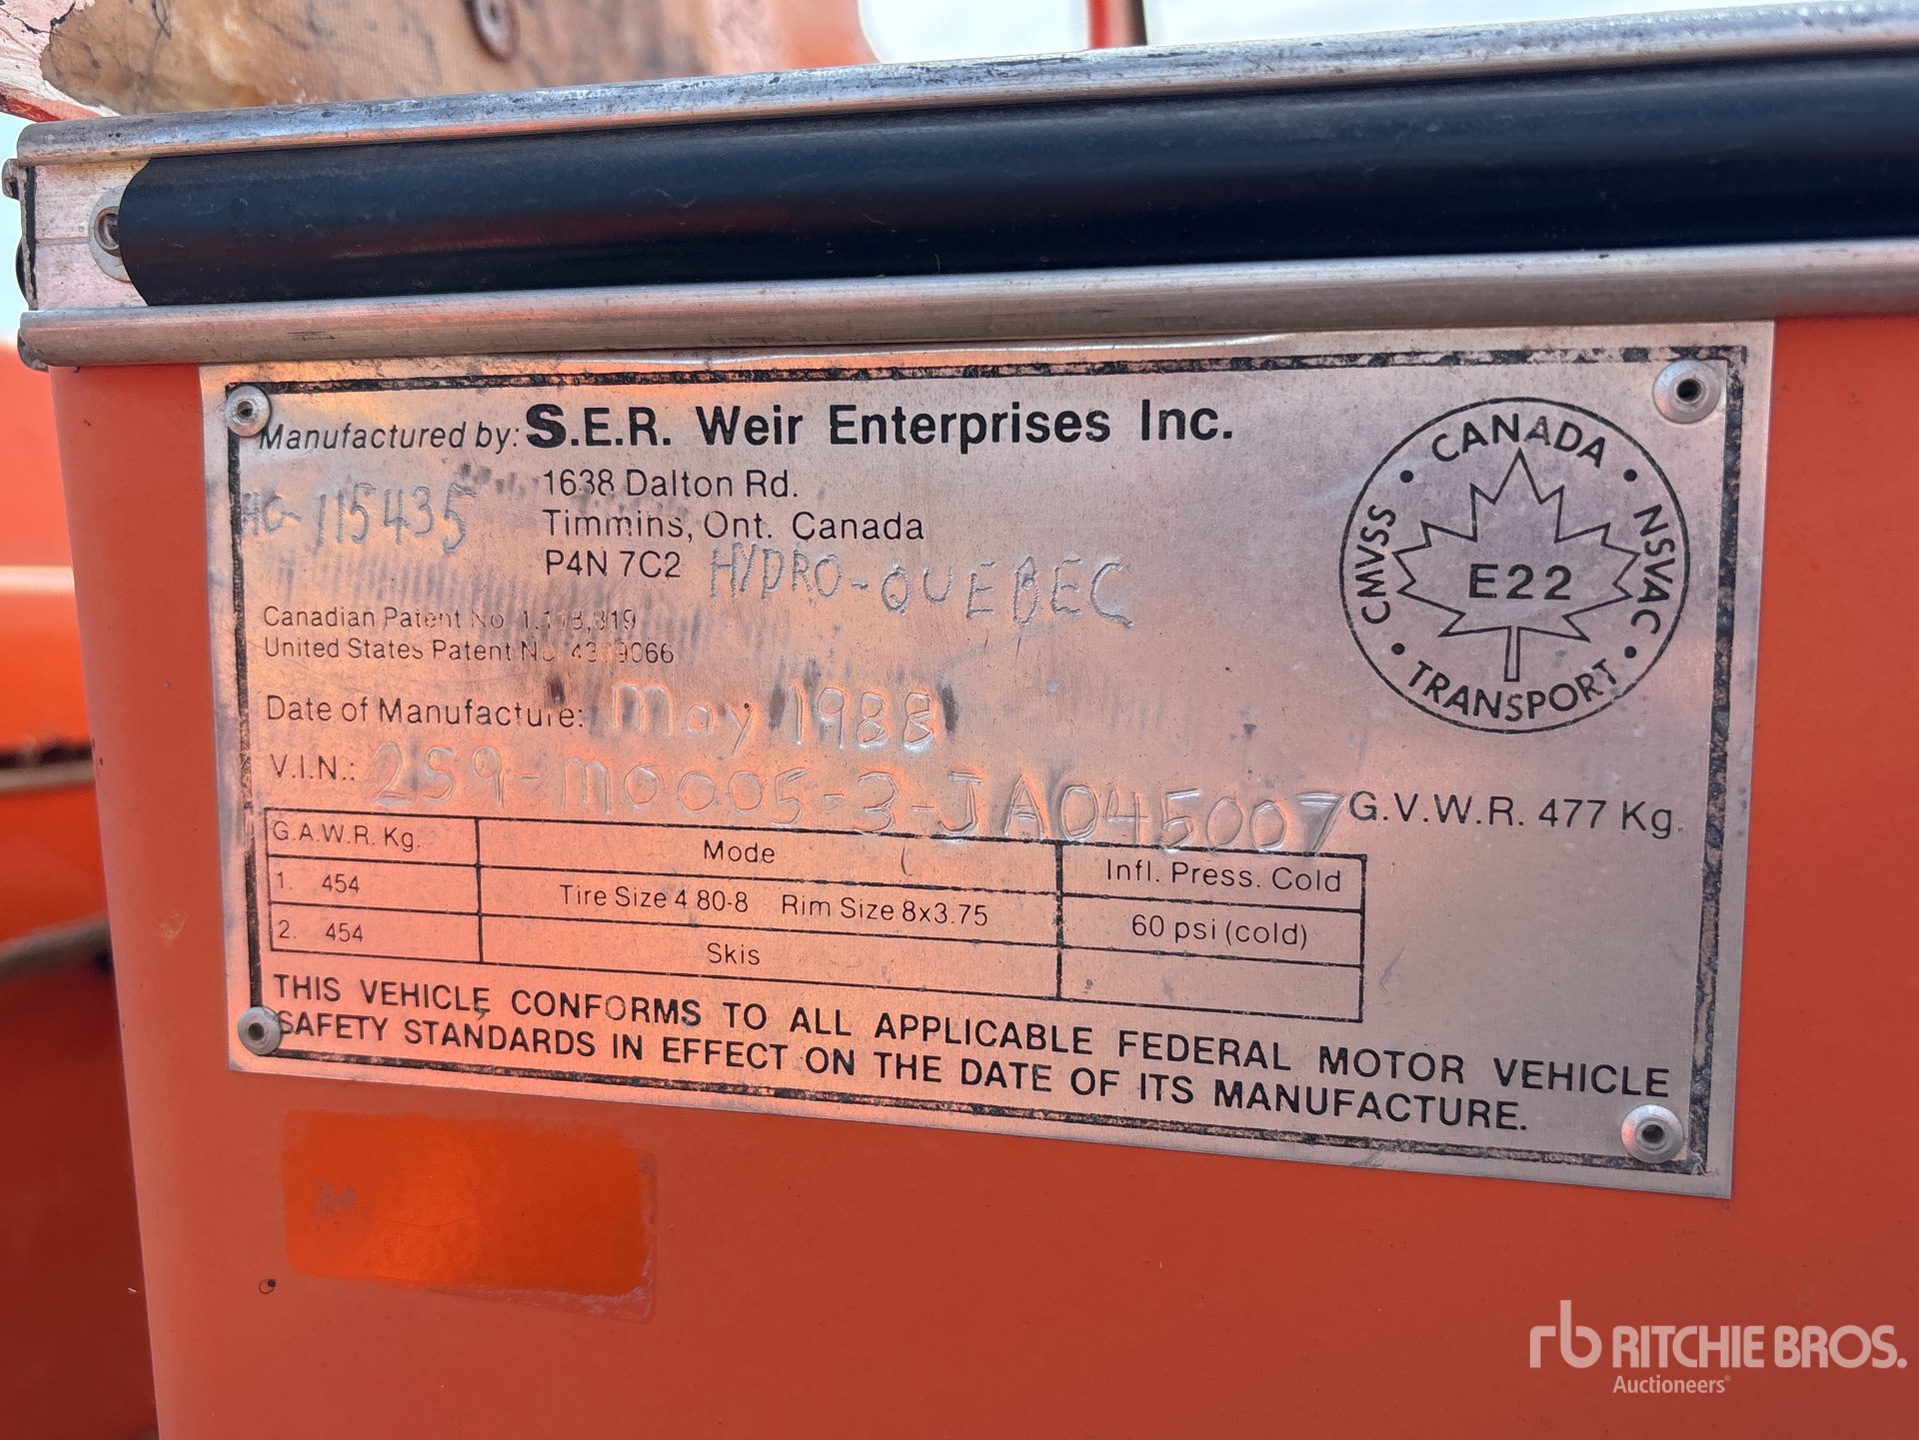 Manufactured by: S.E.R. Weir Enterprises Inc.
1638 Dalton Rd.
HQ-115435
Timmins, Ont. Canada
P4N 7C2 HYDRO-QUEBEC
Canadian Patent No.
United States Patent No.
Date of Manufacture: May 1988
V.I.N.: 2S9-M0005-3-JA045007
G.V.W.R. 477 Kg.
CANADA • NSVAC • TRANSPORT • CMVSS •
E22
G.A.W.R. Kg. Mode Infl. Press. Cold
1. 454 Tire Size 4 80-8 Rim Size 8x3.75 60 psi (cold)
2. 454 Skis
THIS VEHICLE CONFORMS TO ALL APPLICABLE FEDERAL MOTOR VEHICLE
SAFETY STANDARDS IN EFFECT ON THE DATE OF ITS MANUFACTURE.
rb RITCHIE BROS.
Auctioneers®